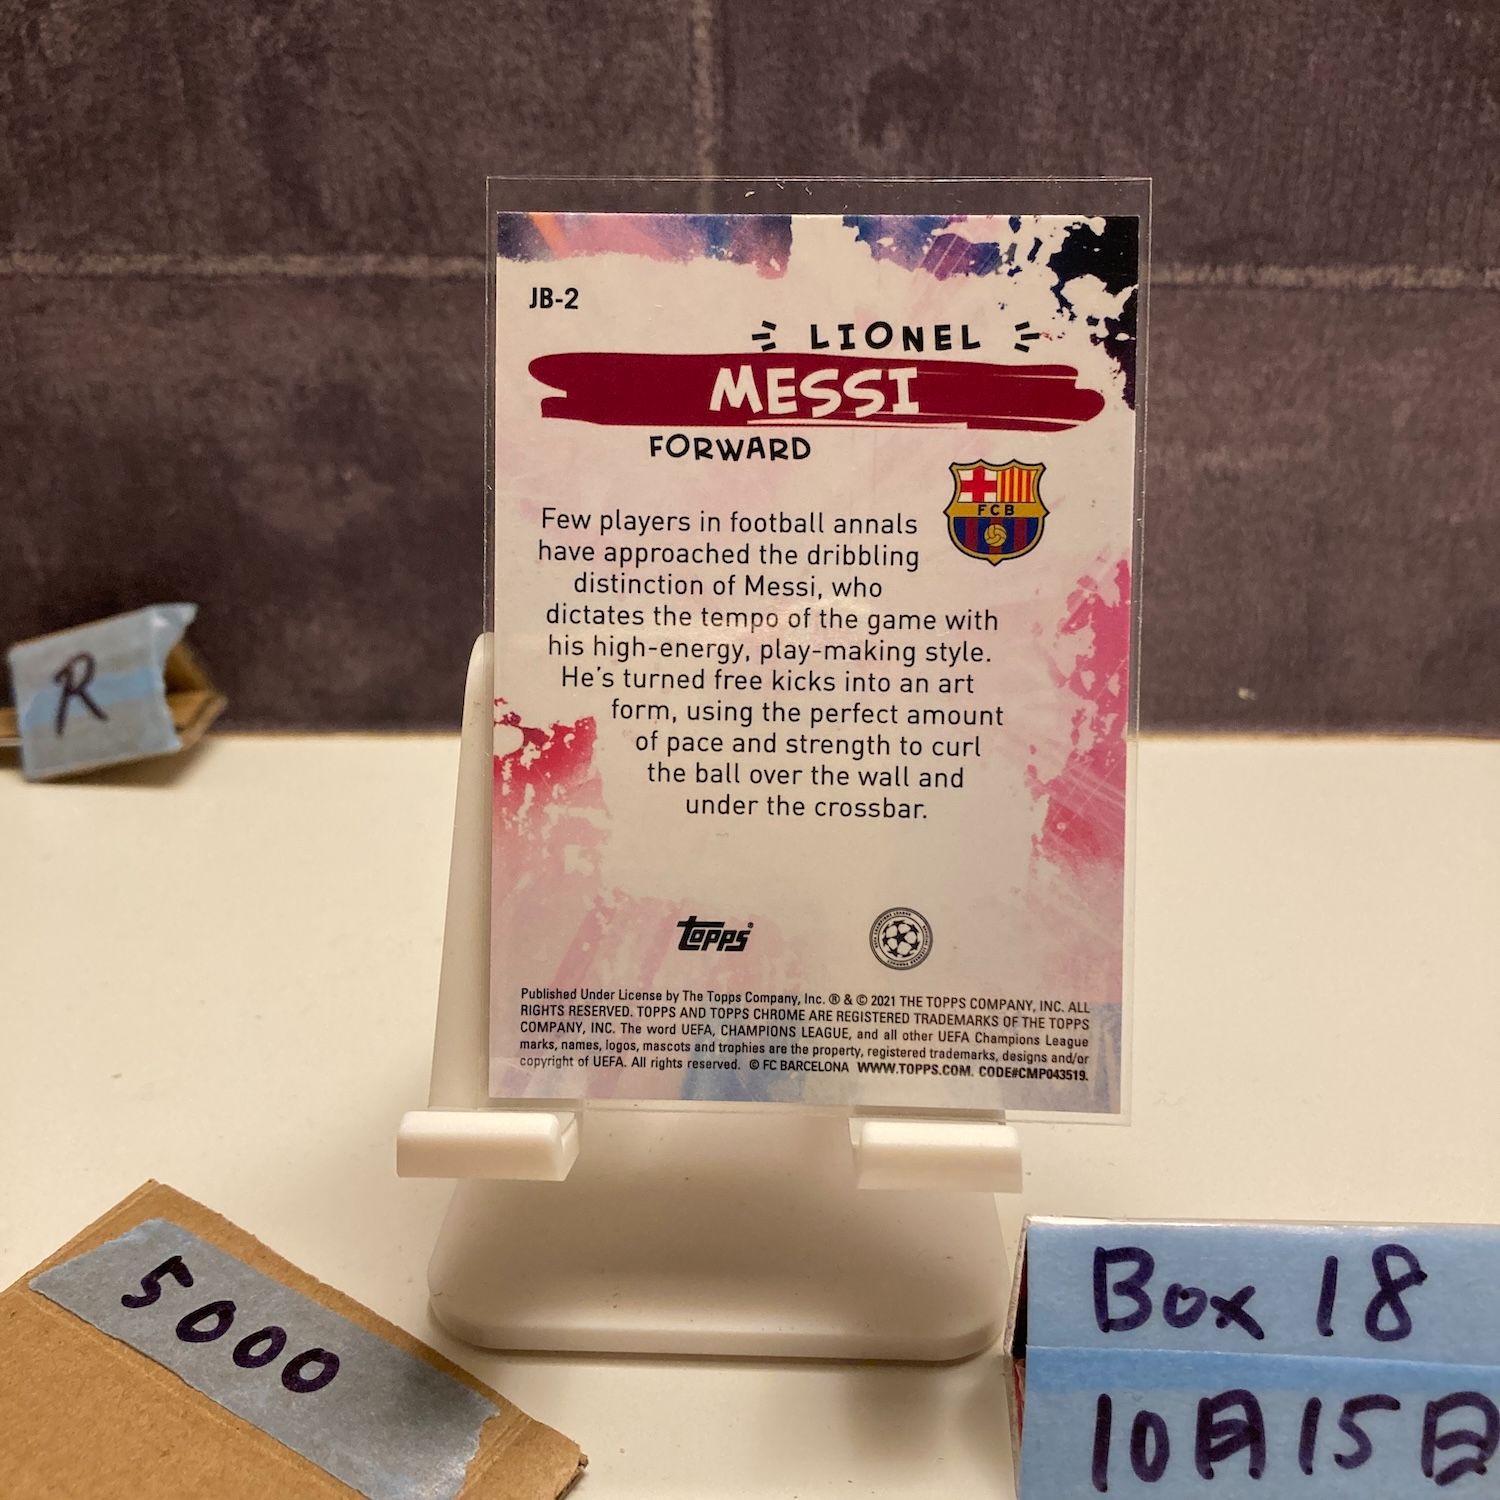 JB-2
LIONEL
MESSI
FORWARD
FCB
Few players in football annals
have approached the dribbling
distinction of Messi, who
dictates the tempo of the game with
his high-energy, play-making style.
He's turned free kicks into an art
form, using the perfect amount
of pace and strength to curl
the ball over the wall and
under the crossbar.
topps®
Published Under License by The Topps Company, Inc. ® & © 2021 THE TOPPS COMPANY, INC. ALL
RIGHTS RESERVED. TOPPS AND TOPPS CHROME ARE REGISTERED TRADEMARKS OF THE TOPPS
COMPANY, INC. The word UEFA, CHAMPIONS LEAGUE, and all other UEFA Champions League
marks, names, logos, mascots and trophies are the property, registered trademarks, designs and/or
copyright of UEFA. All rights reserved. © FC BARCELONA WWW.TOPPS.COM. CODE#CMP043519.
R
5000
Box 18
10月15日